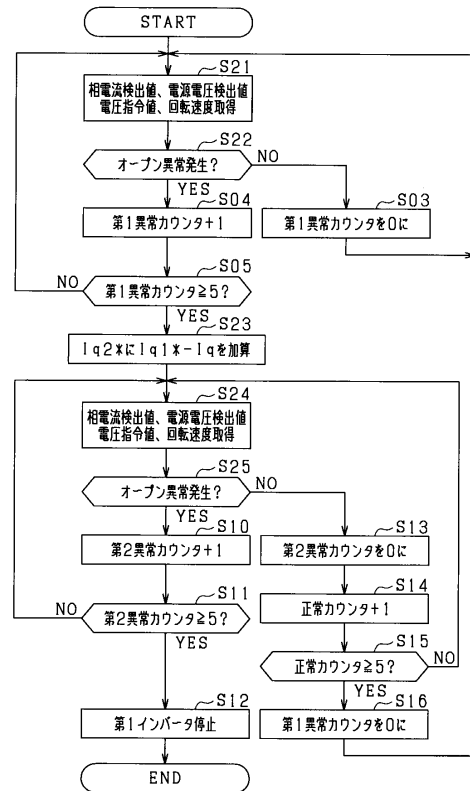 START
S21
相電流検出値、電源電圧検出値
電圧指令値、回転速度取得
S22
オープン異常発生?
NO
YES
S04
第1異常カウンタ+1
S03
第1異常カウンタを0に
S05
第1異常カウンタ≧5?
NO
YES
S23
Iq2*にIq1*-Iqを加算
S24
相電流検出値、電源電圧検出値
電圧指令値、回転速度取得
S25
オープン異常発生?
NO
YES
S10
第2異常カウンタ+1
S13
第2異常カウンタを0に
S11
第2異常カウンタ≧5?
NO
YES
S14
正常カウンタ+1
S15
正常カウンタ≧5?
NO
YES
S12
第1インバータ停止
S16
第1異常カウンタを0に
END